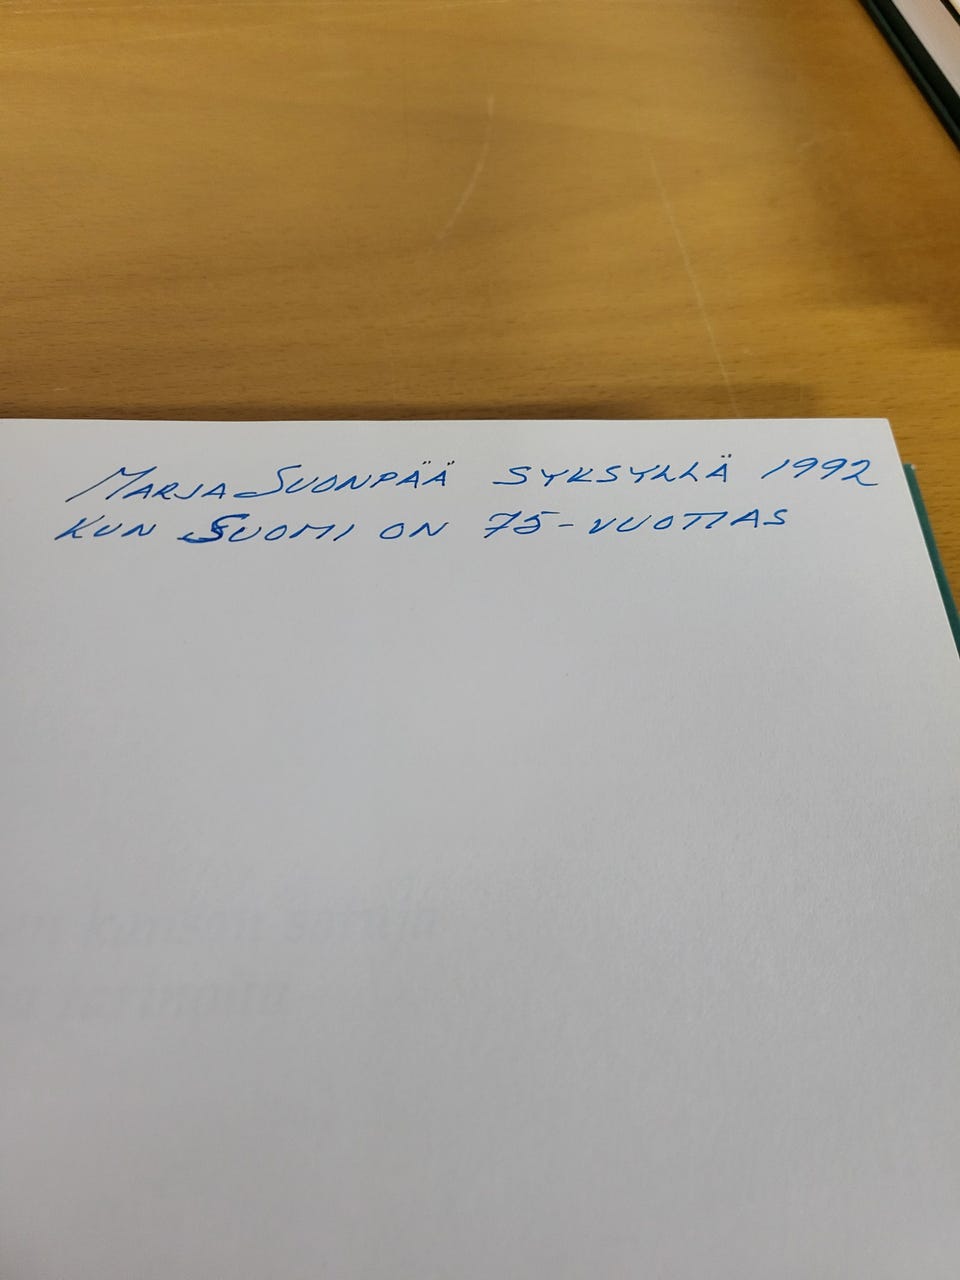 MARJA SUONPÄÄ SYKSYLLÄ 1992
KUN SUOMI ON 75-VUOTIAS